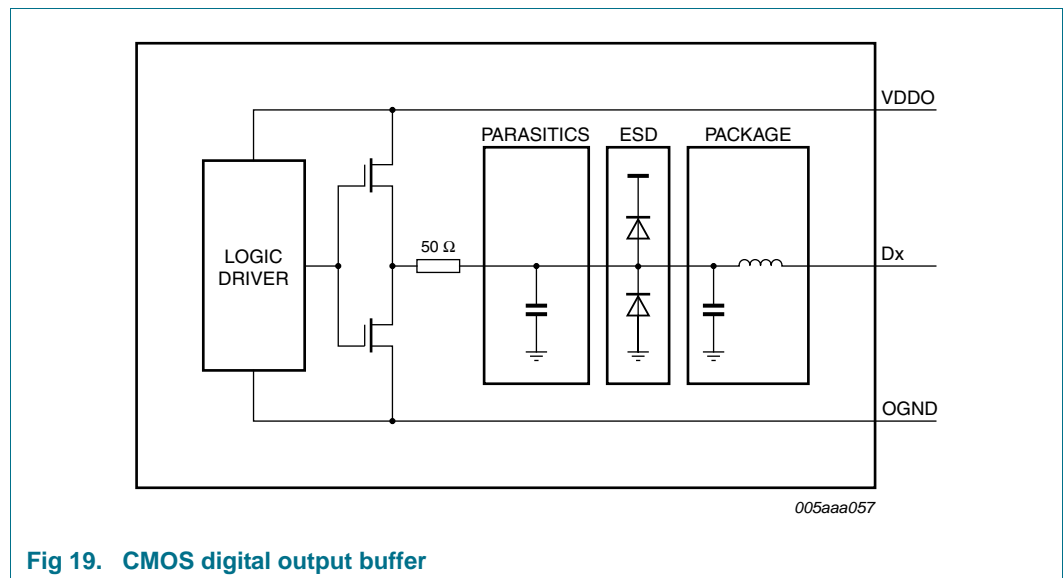 VDDO
PARASITICS ESD PACKAGE
LOGIC
DRIVER
50 Ω
Dx
OGND
005aaa057
Fig 19. CMOS digital output buffer